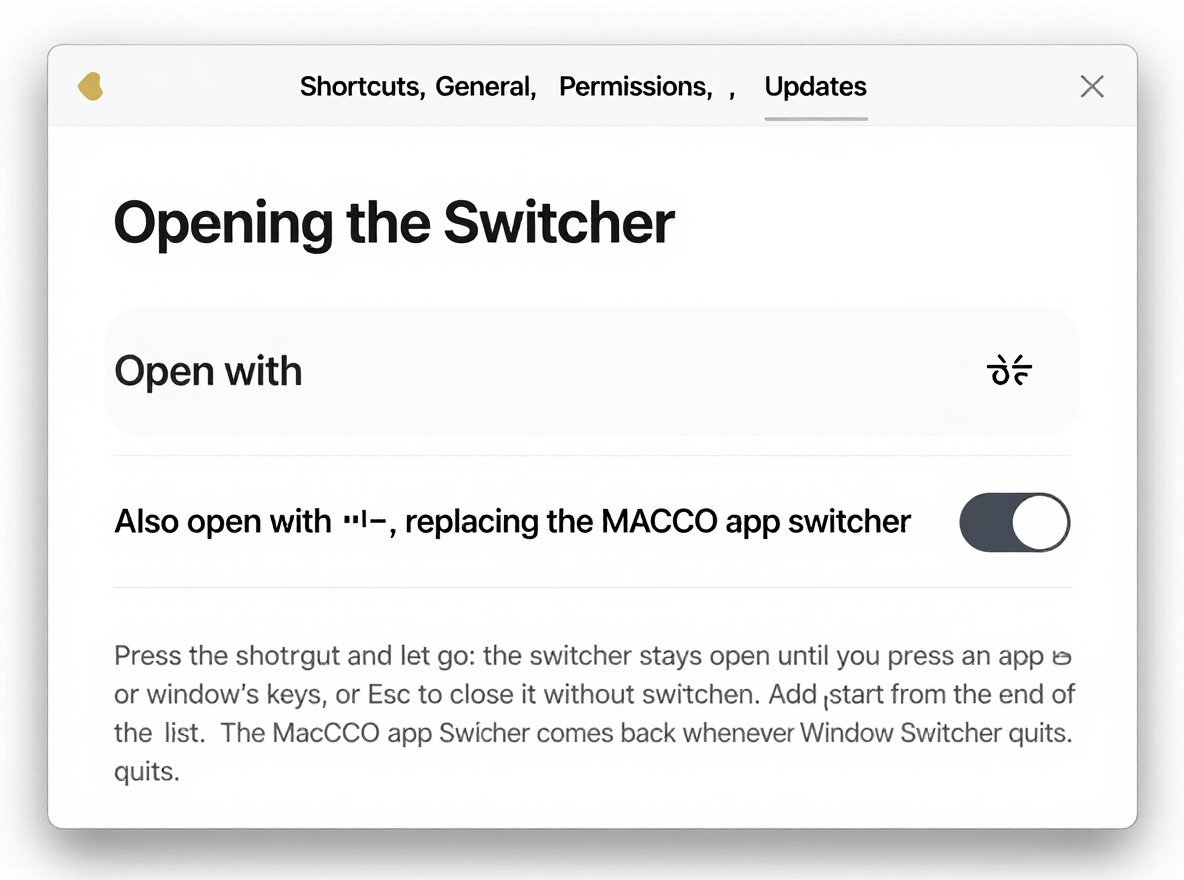 Shortcuts, General, Permissions, , Updates
Opening the Switcher
Open with
Also open with , replacing the MACCO app switcher
Press the shotrgut and let go: the switcher stays open until you press an app
or window's keys, or Esc to close it without switchen. Add start from the end of
the list. The MacCCO app Swicher comes back whenever Window Switcher quits.
quits.